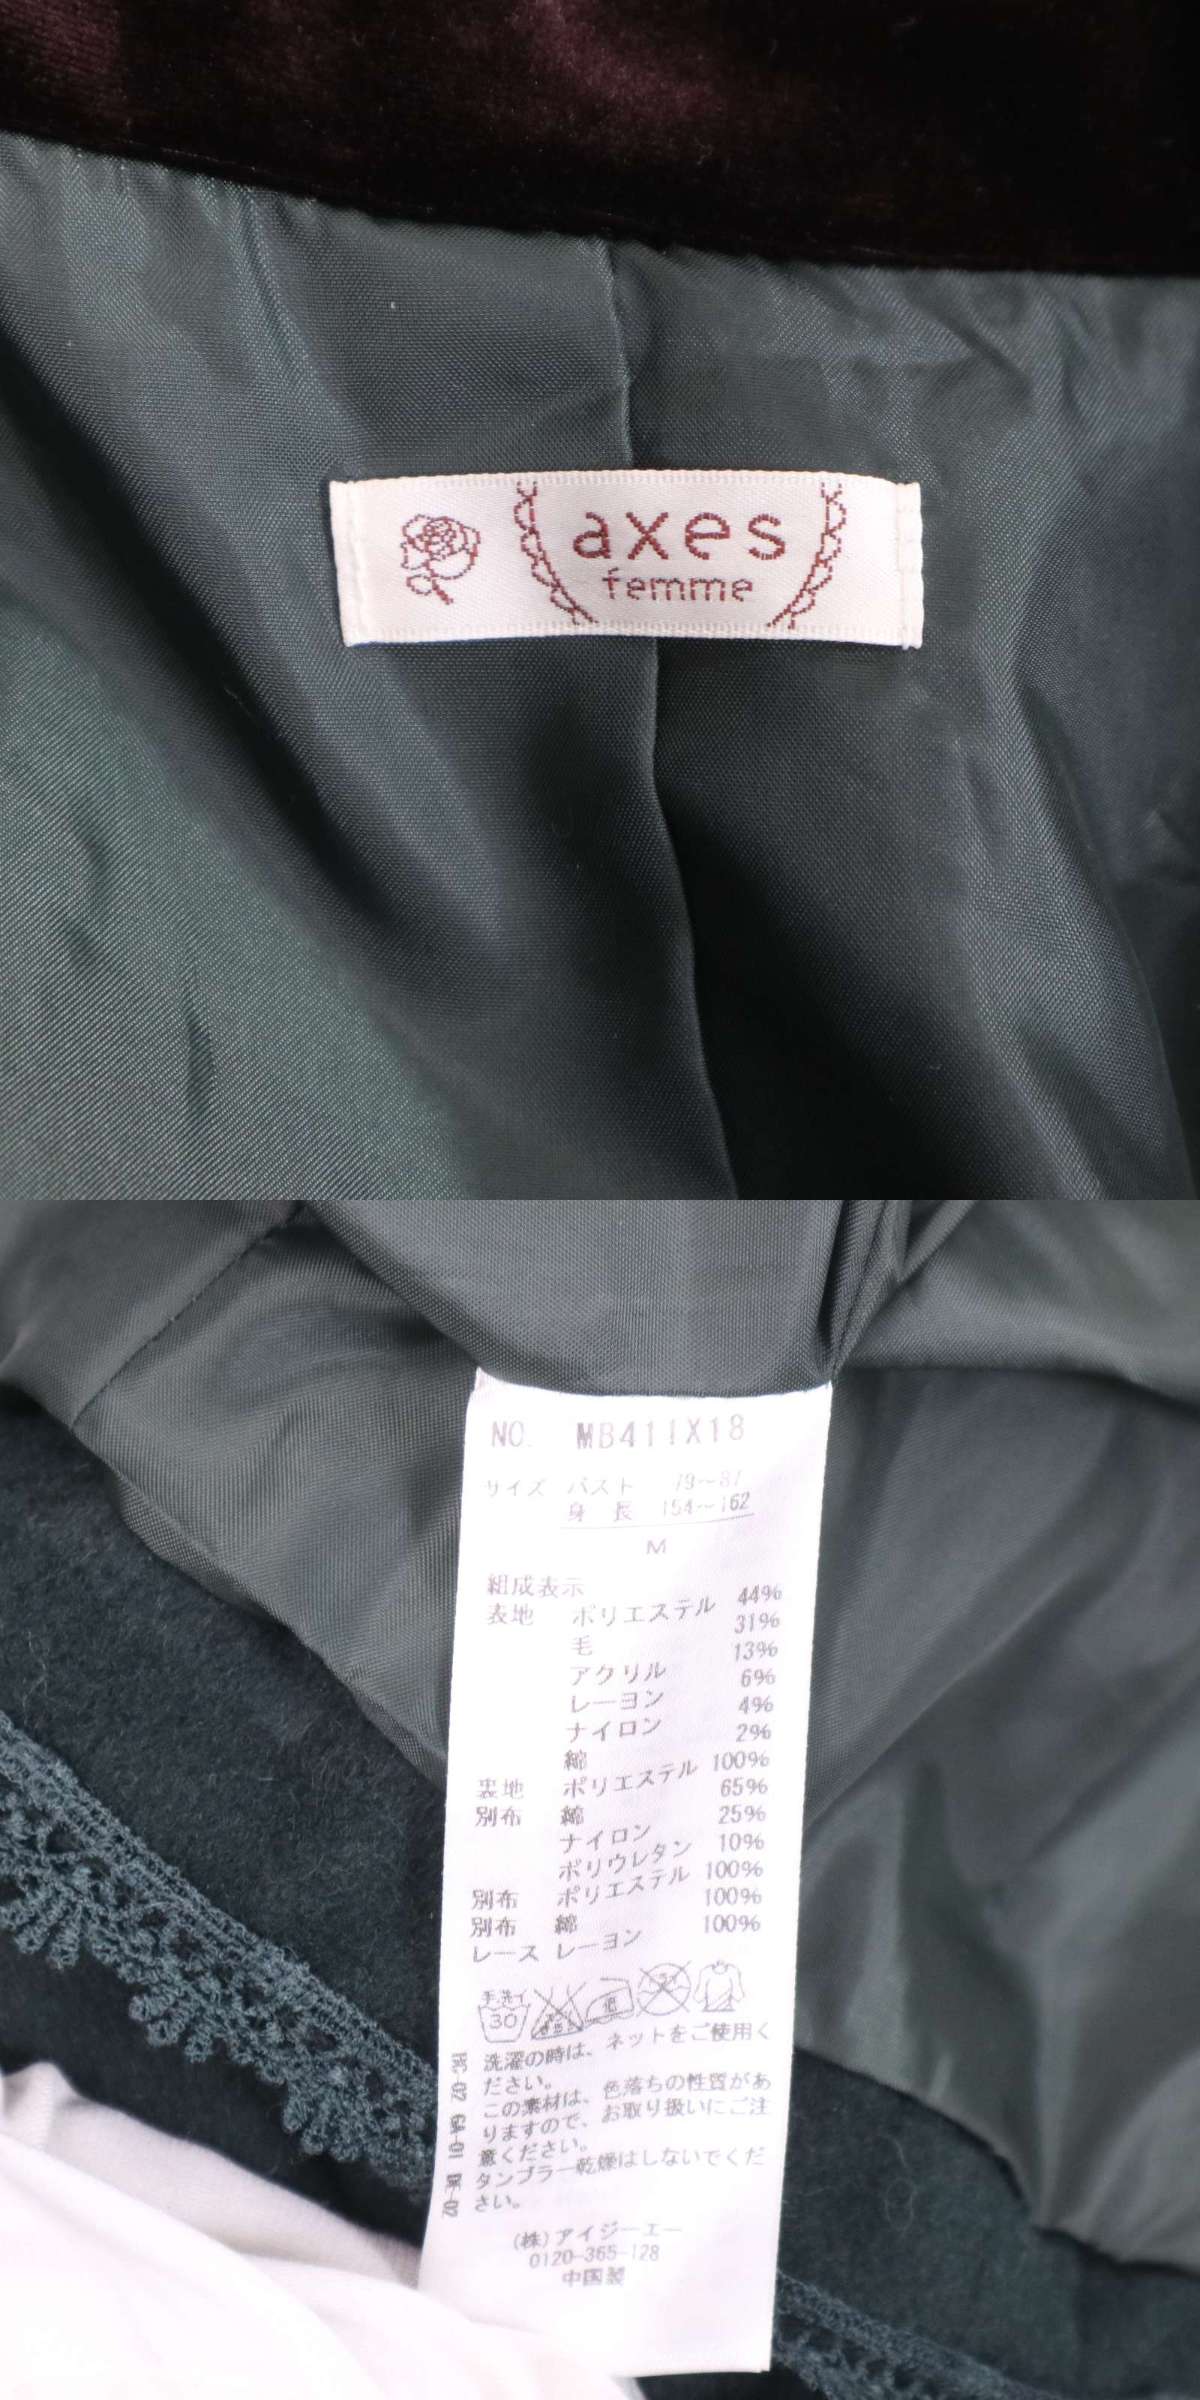 axes
femme
NO. MB411X18
サイズ バスト 79~87
身長 154~162
M
組成表示
表地 ポリエステル 44%
毛 31%
アクリル 13%
レーヨン 6%
ナイロン 4%
綿 2%
裏地 ポリエステル 100%
別布 綿 65%
ナイロン 25%
ポリウレタン 10%
別布 ポリエステル 100%
別布 綿 100%
レース レーヨン 100%
手洗イ
30
低
洗濯の時は、ネットをご使用く
ださい。
この素材は、色落ちの性質があ
りますので、お取り扱いにご注
意ください。
タンブラー乾燥はしないでくだ
さい。
(株)アイジーエー
0120-365-128
中国製